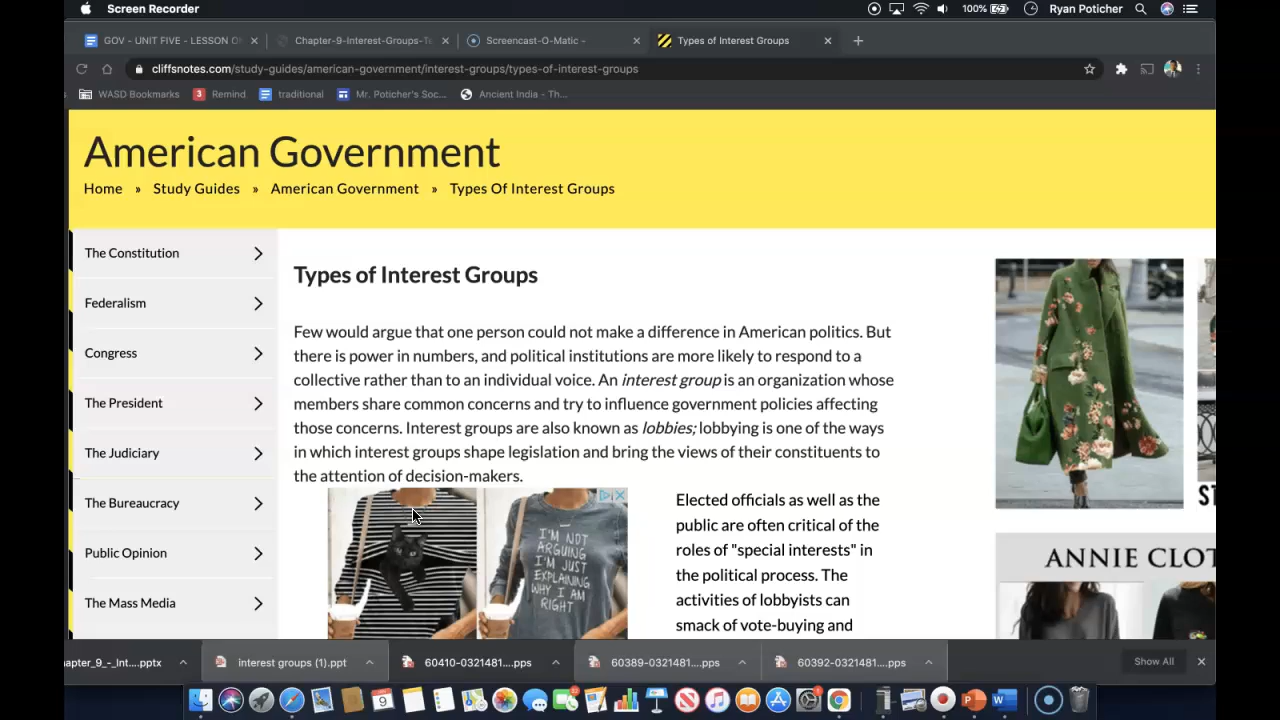 Screen Recorder
100%
Ryan Poticher
GOV - UNIT FIVE - LESSON O
Chapter-9-Interest-Groups-T
Screencast-O-Matic -
Types of Interest Groups
cliffsnotes.com/study-guides/american-government/interest-groups/types-of-interest-groups
WASD Bookmarks
3 Remind
traditional
Mr. Poticher's Soc...
Ancient India - Th...
American Government
Home » Study Guides » American Government » Types Of Interest Groups
The Constitution
Federalism
Congress
The President
The Judiciary
The Bureaucracy
Public Opinion
The Mass Media
Types of Interest Groups
Few would argue that one person could not make a difference in American politics. But
there is power in numbers, and political institutions are more likely to respond to a
collective rather than to an individual voice. An interest group is an organization whose
members share common concerns and try to influence government policies affecting
those concerns. Interest groups are also known as lobbies; lobbying is one of the ways
in which interest groups shape legislation and bring the views of their constituents to
the attention of decision-makers.
I'M NOT
ARGUING
I'M JUST
EXPLAINING
WHY I AM
RIGHT
Elected officials as well as the
public are often critical of the
roles of "special interests" in
the political process. The
activities of lobbyists can
smack of vote-buying and
ST
ANNIE CLOT
hapter_9_-_Int....pptx
interest groups (1).ppt
60410-0321481....pps
60389-0321481....pps
60392-0321481....pps
Show All
9